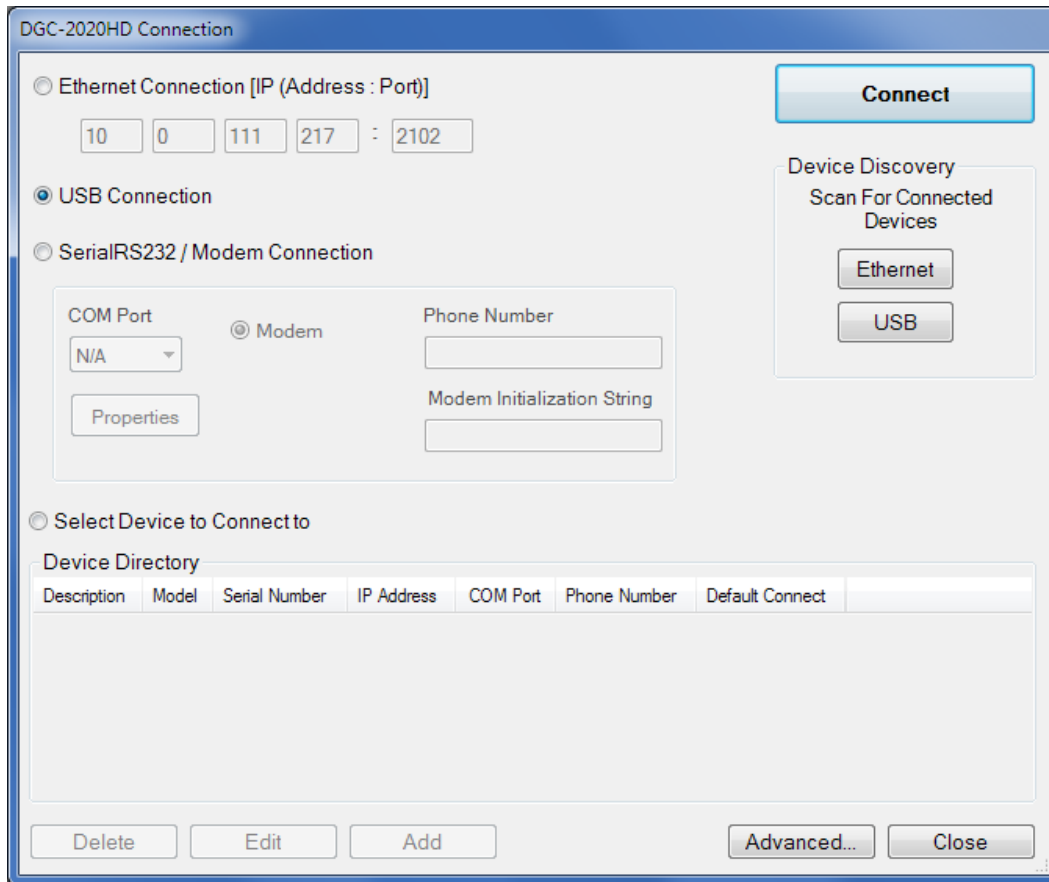 DGC-2020HD Connection
Ethernet Connection [IP (Address : Port)]
10 0 111 217 : 2102
Connect
USB Connection
Device Discovery
Scan For Connected
Devices
Ethernet
USB
SerialRS232 / Modem Connection
COM Port
N/A
Properties
Modem
Phone Number
Modem Initialization String
Select Device to Connect to
Device Directory
Description Model Serial Number IP Address COM Port Phone Number Default Connect
Delete Edit Add Advanced... Close